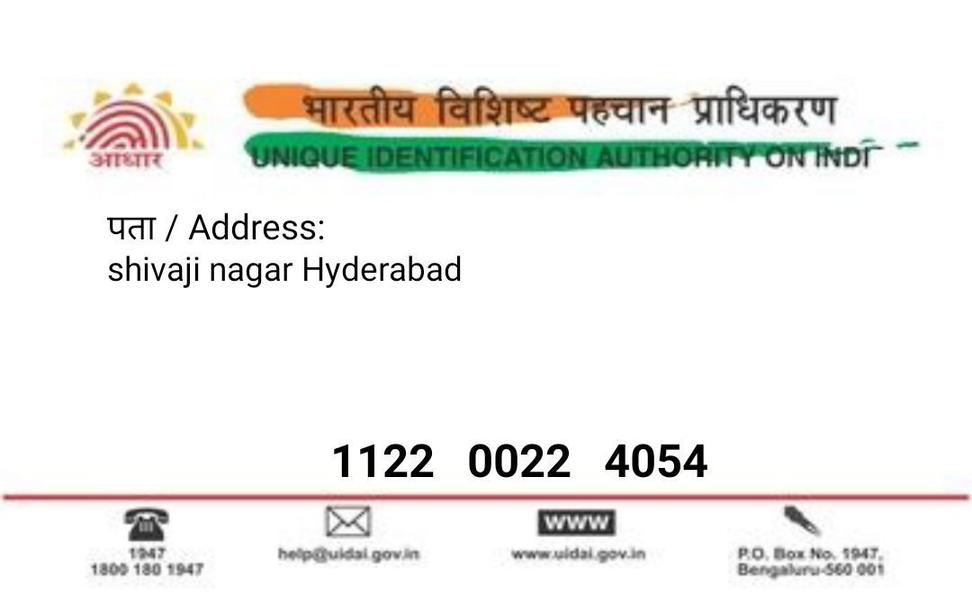 आधार
भारतीय विशिष्ट पहचान प्राधिकरण
UNIQUE IDENTIFICATION AUTHORITY ON INDI
पता / Address:
shivaji nagar Hyderabad
1122 0022 4054
1947
1800 180 1947
help@uidai.gov.in
WWW
www.uidai.gov.in
P.O. Box No. 1947,
Bengaluru-560 001